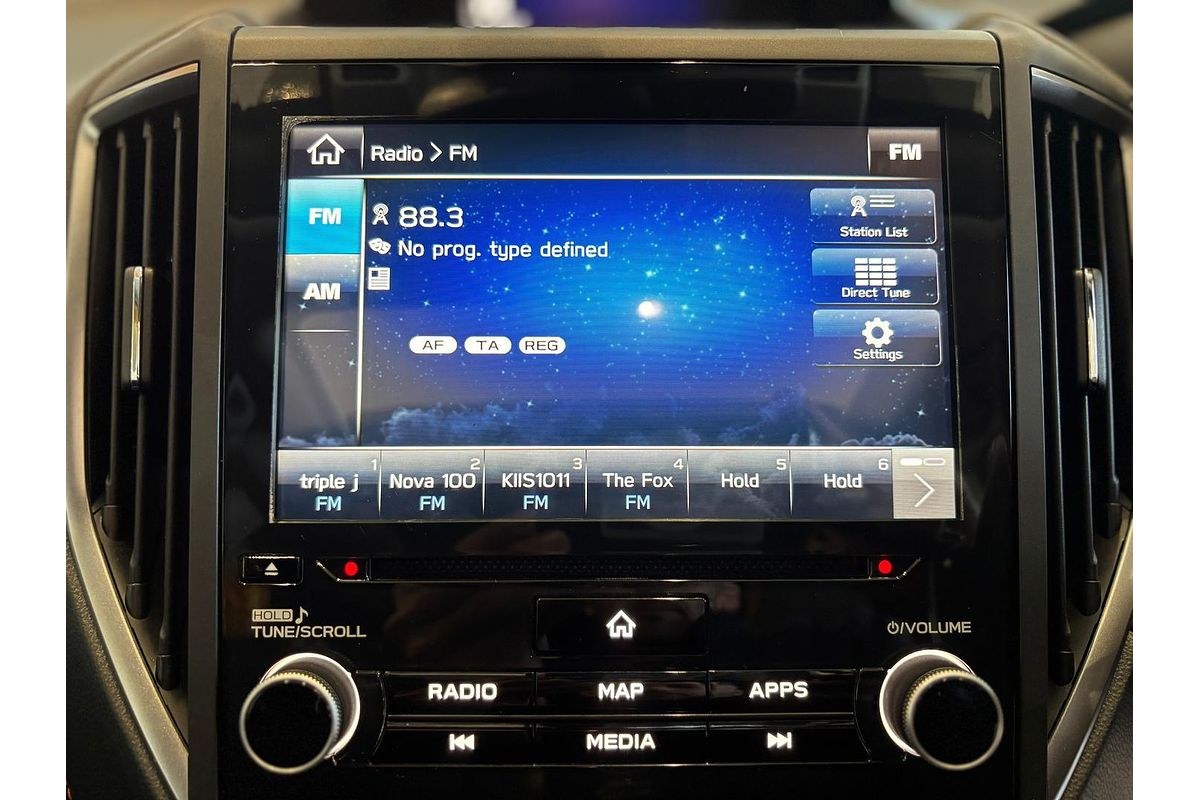 Radio > FM
FM
FM
88.3
Station List
No prog. type defined
AM
Direct Tune
AF TA REG
Settings
triple j 1
FM
Nova 100 2
FM
KIIS1011 3
FM
The Fox 4
FM
Hold 5
Hold 6
HOLD
TUNE/SCROLL
/VOLUME
RADIO
MAP
APPS
MEDIA